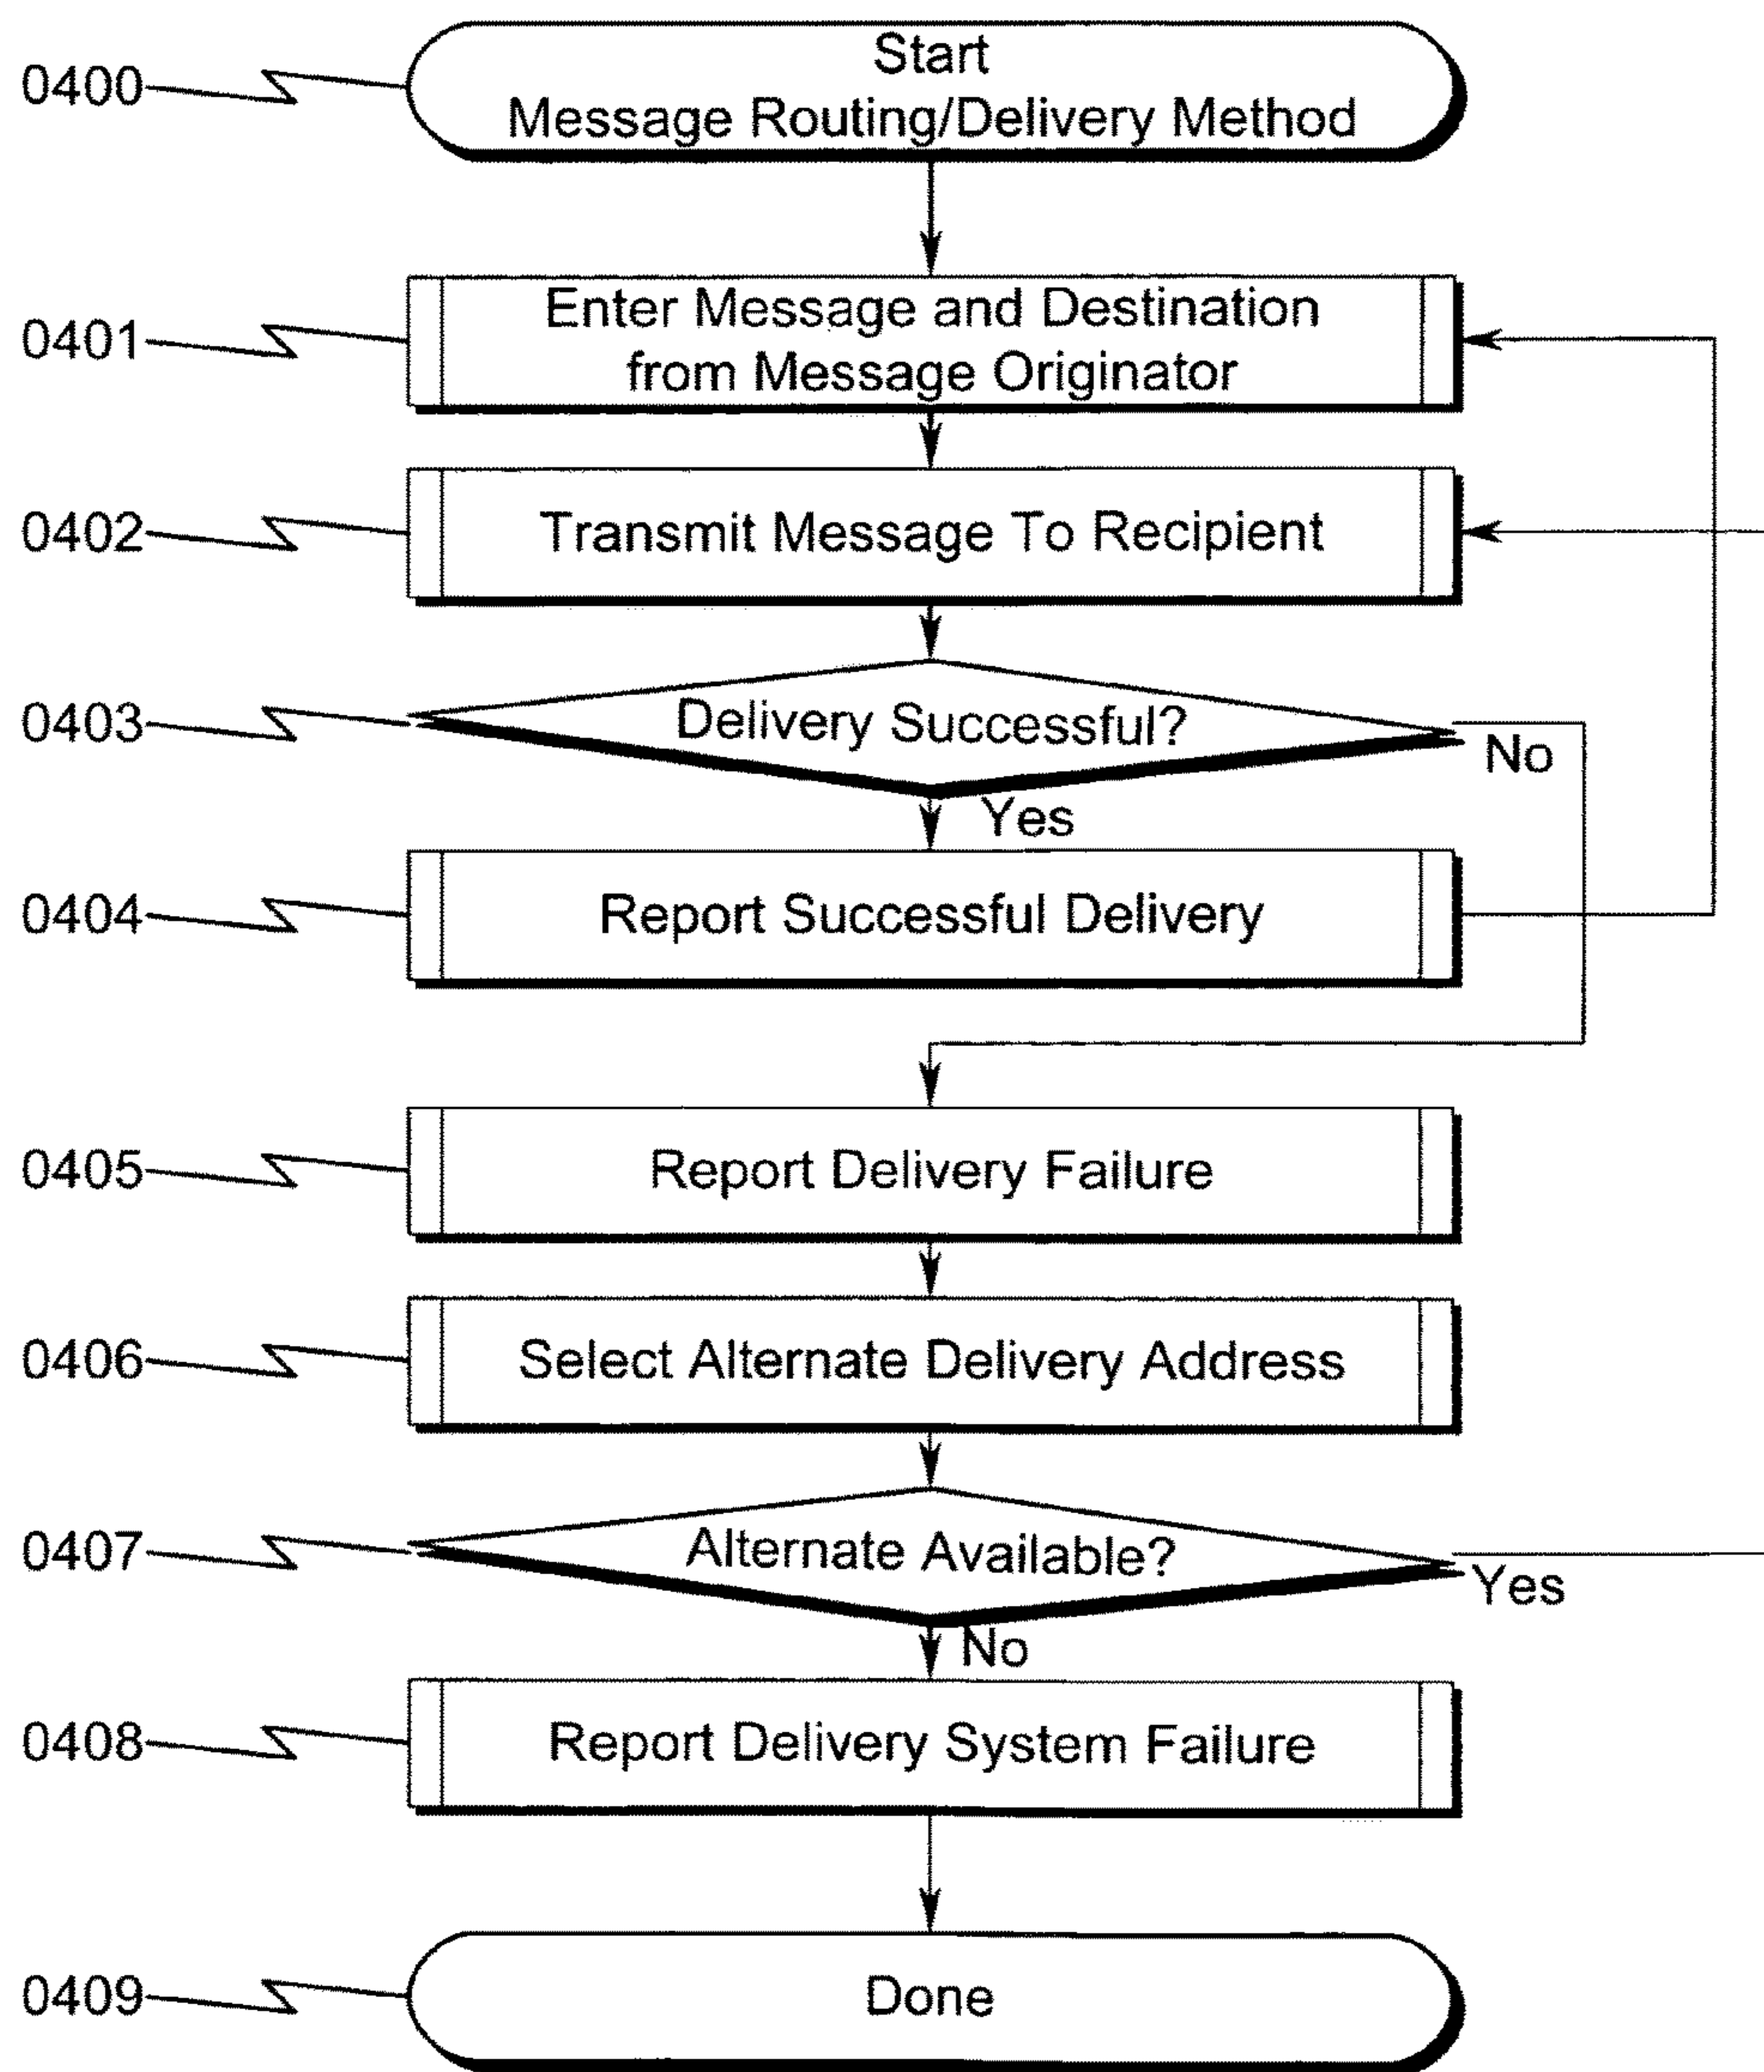 0400
Start
Message Routing/Delivery Method
0401
Enter Message and Destination
from Message Originator
0402
Transmit Message To Recipient
0403
Delivery Successful?
No
Yes
0404
Report Successful Delivery
0405
Report Delivery Failure
0406
Select Alternate Delivery Address
0407
Alternate Available?
Yes
No
0408
Report Delivery System Failure
0409
Done